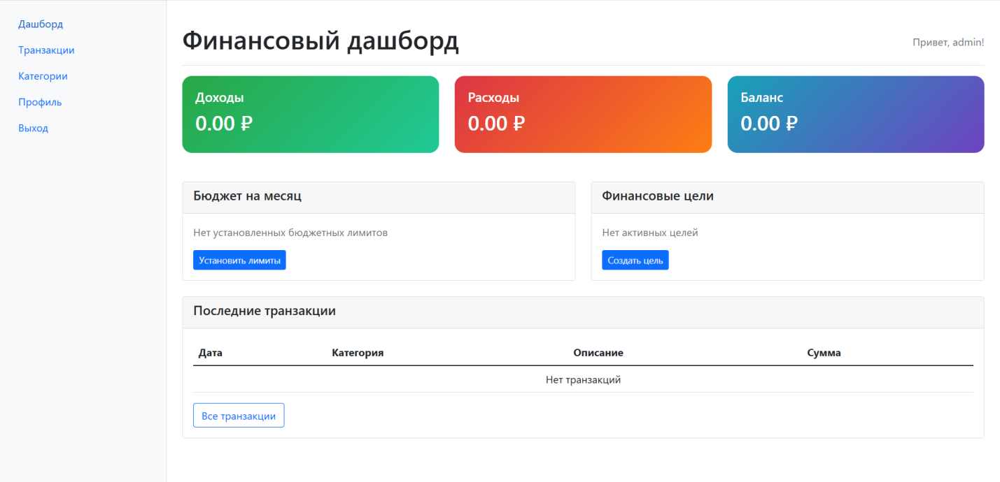 Дашборд
Транзакции
Категории
Профиль
Выход
Финансовый дашборд
Привет, admin!
Доходы
0.00 ₽
Расходы
0.00 ₽
Баланс
0.00 ₽
Бюджет на месяц
Нет установленных бюджетных лимитов
Установить лимиты
Финансовые цели
Нет активных целей
Создать цель
Последние транзакции
Дата Категория Описание Сумма
Нет транзакций
Все транзакции